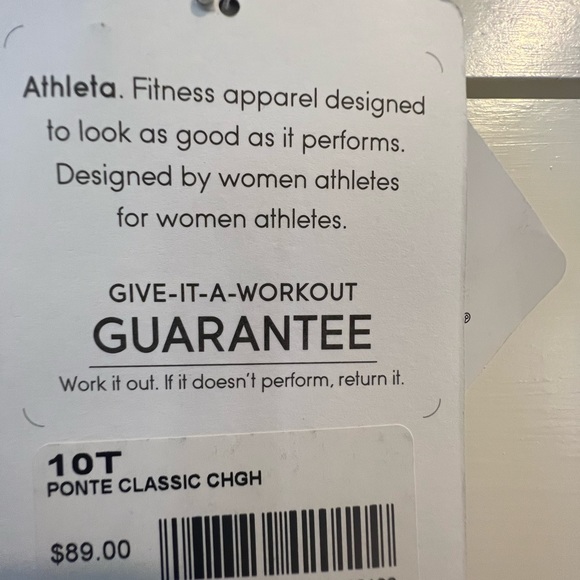 Athleta. Fitness apparel designed
to look as good as it performs.
Designed by women athletes
for women athletes.
GIVE-IT-A-WORKOUT
GUARANTEE
Work it out. If it doesn't perform, return it.
®
10T
PONTE CLASSIC CHGH
$89.00